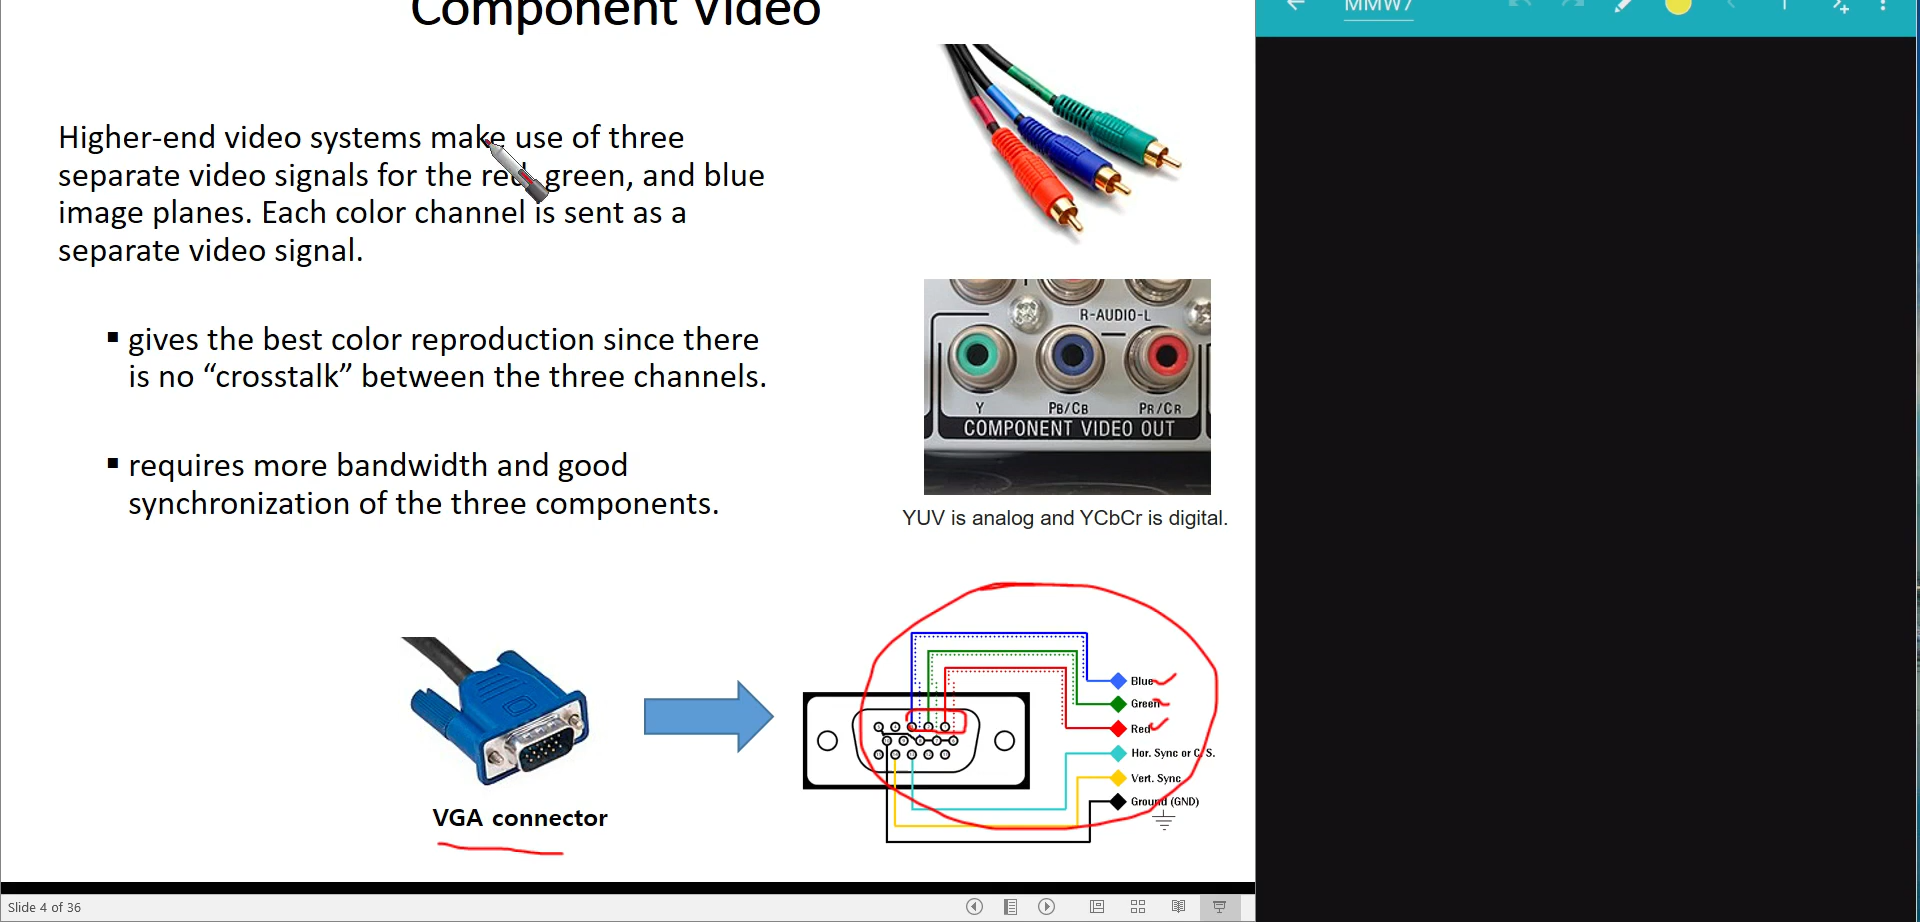 Component Video
MMW7
Higher-end video systems make use of three
separate video signals for the red, green, and blue
image planes. Each color channel is sent as a
separate video signal.
▪ gives the best color reproduction since there
is no “crosstalk” between the three channels.
▪ requires more bandwidth and good
synchronization of the three components.
R-AUDIO-L
Y PB/CB PR/CR
COMPONENT VIDEO OUT
YUV is analog and YCbCr is digital.
Blue
Green
Red
Hor. Sync or C.S.
Vert. Sync
Ground (GND)
VGA connector
Slide 4 of 36